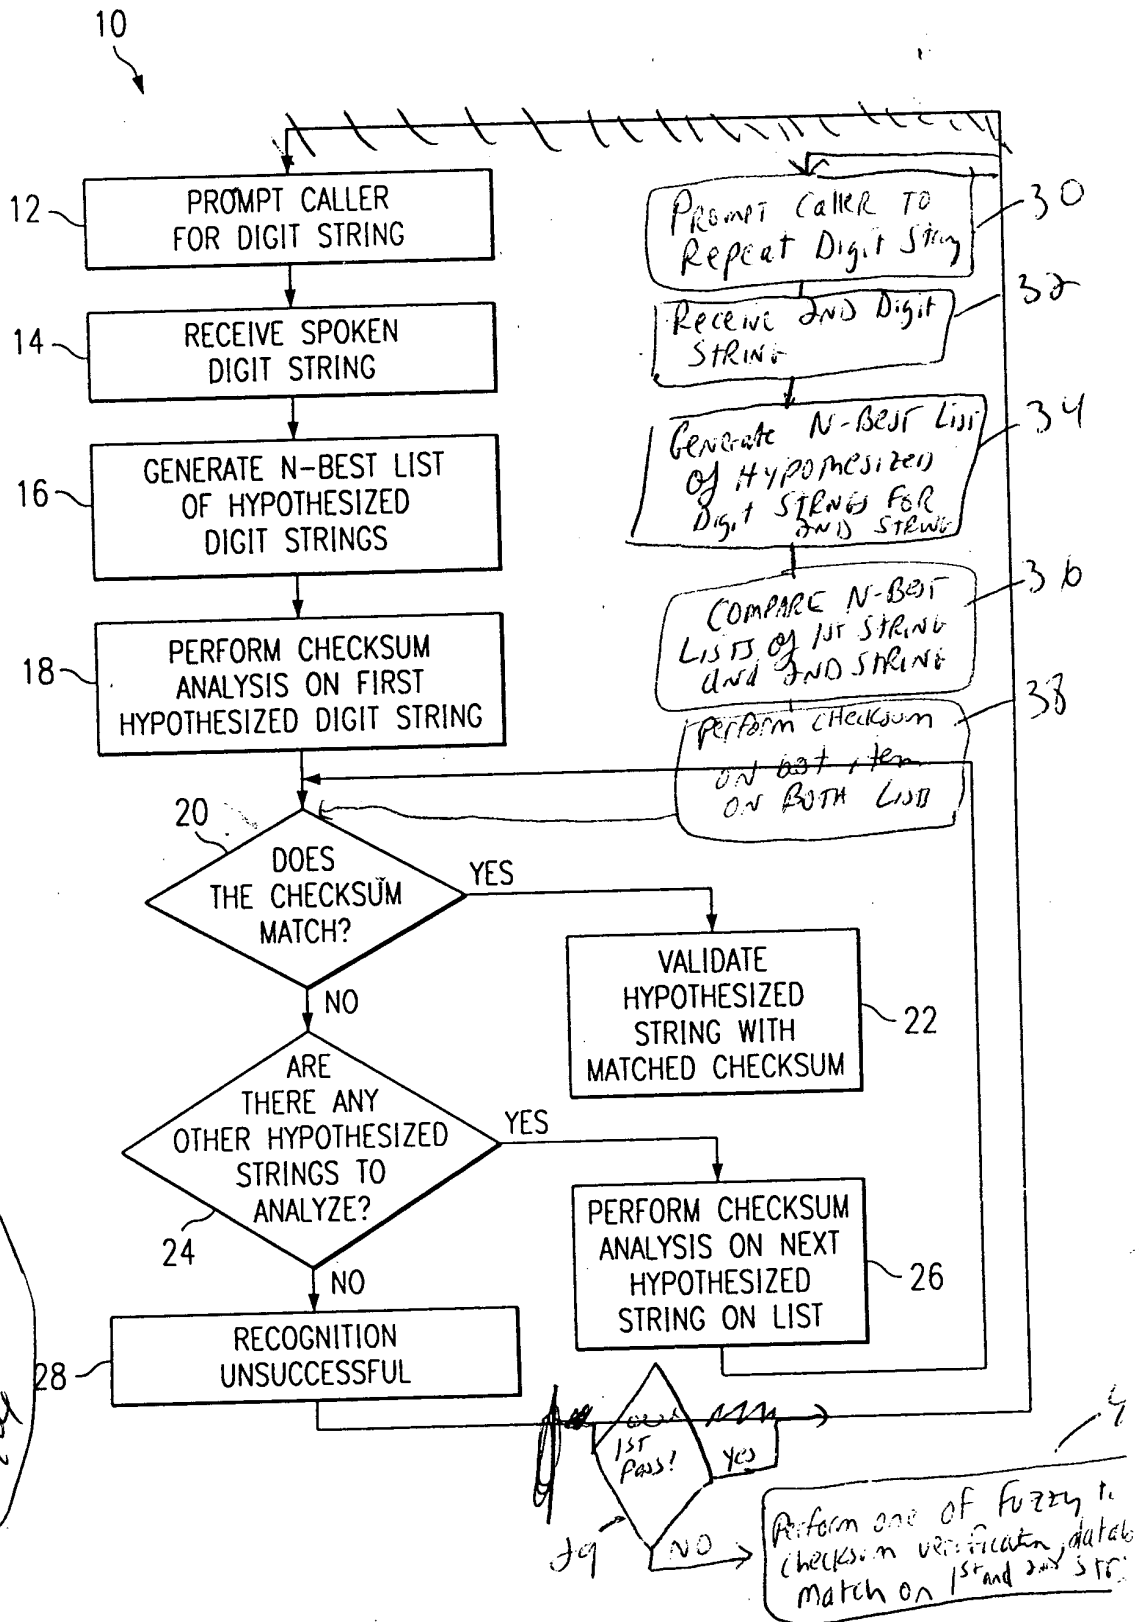 10
12
PROMPT CALLER
FOR DIGIT STRING
14
RECEIVE SPOKEN
DIGIT STRING
16
GENERATE N-BEST LIST
OF HYPOTHESIZED
DIGIT STRINGS
18
PERFORM CHECKSUM
ANALYSIS ON FIRST
HYPOTHESIZED DIGIT STRING
20
DOES
THE CHECKSUM
MATCH?
YES
NO
VALIDATE
HYPOTHESIZED
STRING WITH
MATCHED CHECKSUM
22
ARE
THERE ANY
OTHER HYPOTHESIZED
STRINGS TO
ANALYZE?
24
YES
NO
PERFORM CHECKSUM
ANALYSIS ON NEXT
HYPOTHESIZED
STRING ON LIST
26
RECOGNITION
UNSUCCESSFUL
28
Prompt Caller To
Repeat Digit String
30
Receive 2ND Digit
STRING
32
Generate N-Best List
of Hypothesized
Digit STRINGS FOR
2ND STRING
34
COMPARE N-BEST
LISTS of 1ST STRING
and 2ND STRING
36
Perform checksum
ON best item
ON BOTH LISTS
38
1ST
Pass?
yes
29
NO
Perform one of Fuzzy
checksum verification, datab
match on 1st and 2nd
4